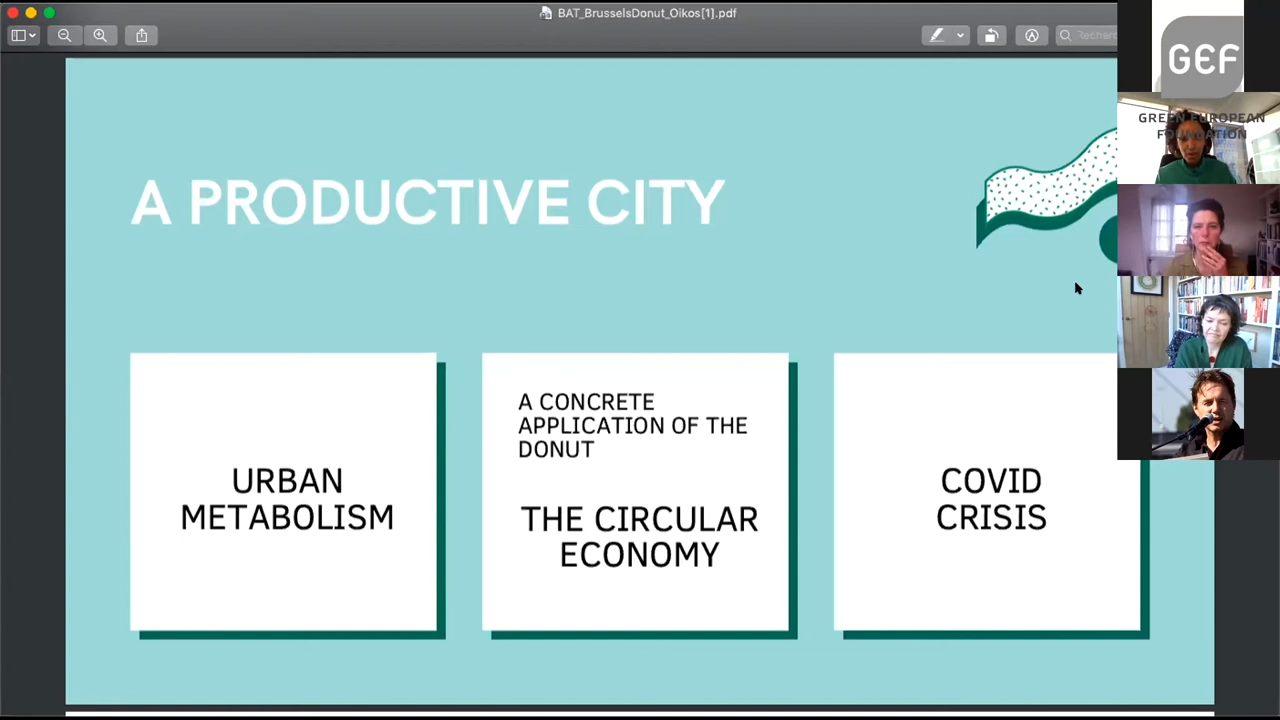 BAT_BrusselsDonut_Oikos[1].pdf
Recherc
GEF
GREEN EUROPEAN
FOUNDATION
A PRODUCTIVE CITY
URBAN
METABOLISM
A CONCRETE
APPLICATION OF THE
DONUT
THE CIRCULAR
ECONOMY
COVID
CRISIS